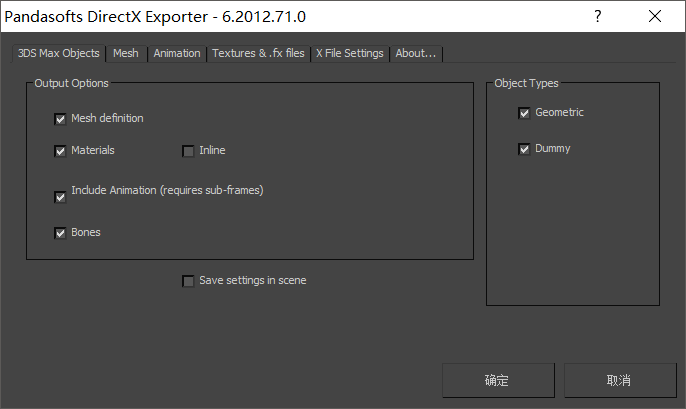 Pandasofts DirectX Exporter - 6.2012.71.0
3DS Max Objects Mesh Animation Textures & .fx files X File Settings About...
Output Options
Mesh definition
Materials Inline
Include Animation (requires sub-frames)
Bones
Save settings in scene
Object Types
Geometric
Dummy
确定 取消